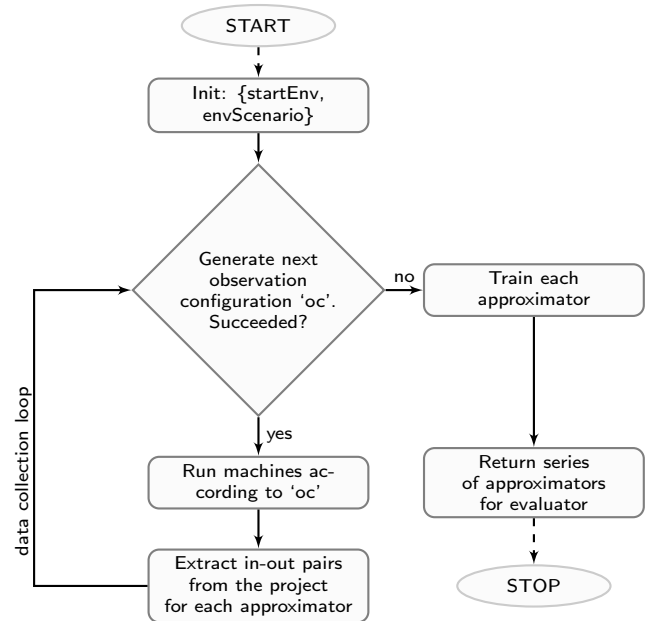 START
Init: {startEnv,
envScenario}
Generate next
observation
configuration ‘oc’.
Succeeded?
no
Train each
approximator
yes
Run machines ac-
cording to ‘oc’
Return series
of approximators
for evaluator
data collection loop
Extract in-out pairs
from the project
for each approximator
STOP